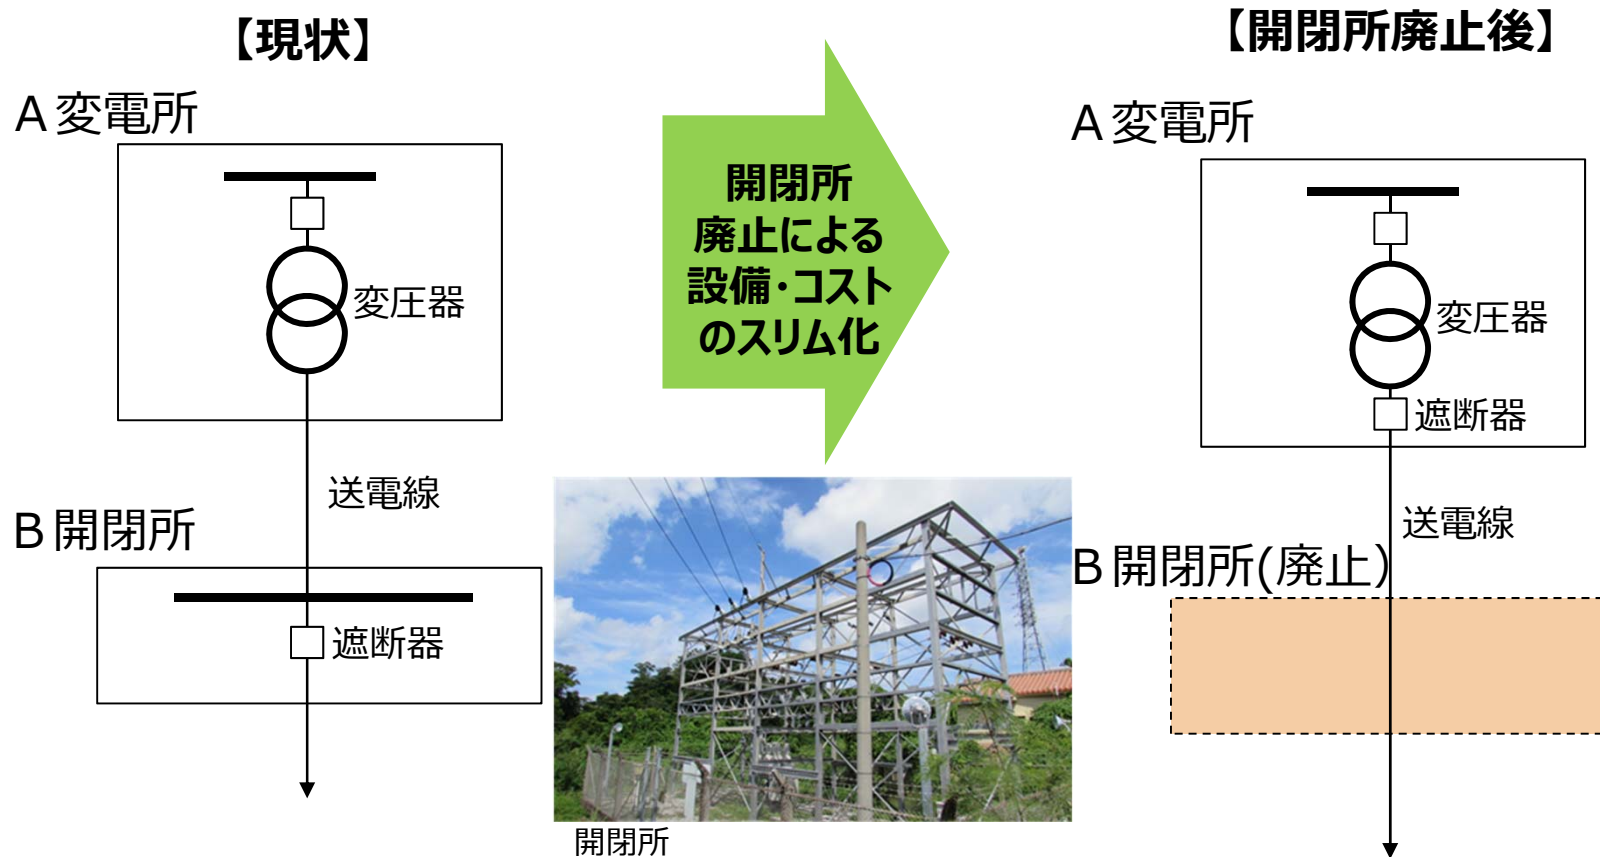 【現状】
A変電所
変圧器
送電線
B開閉所
遮断器
開閉所
廃止による
設備・コスト
のスリム化
開閉所
【開閉所廃止後】
A変電所
変圧器
遮断器
送電線
B開閉所(廃止)